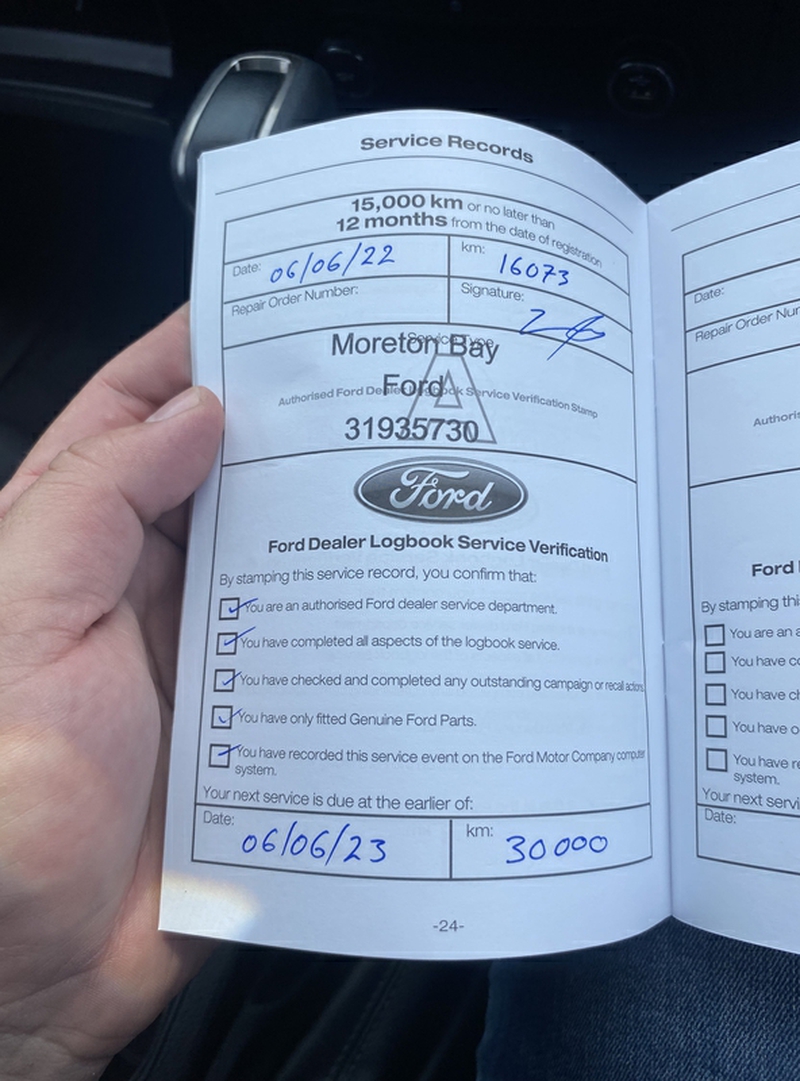 Service Records
15,000 km or no later than
12 months from the date of registration
Date: 06/06/22
km: 16073
Repair Order Number:
Signature:
Service Type
Moreton Bay
Ford
Authorised Ford Dealer Logbook Service Verification Stamp
A
31935730
Ford
Ford Dealer Logbook Service Verification
By stamping this service record, you confirm that:
You are an authorised Ford dealer service department.
You have completed all aspects of the logbook service.
You have checked and completed any outstanding campaign or recall actions.
You have only fitted Genuine Ford Parts.
You have recorded this service event on the Ford Motor Company computer
system.
Your next service is due at the earlier of:
Date: 06/06/23
km: 30000
-24-
Date:
Repair Order Num
Authoris
Ford
By stamping thi
You are an a
You have co
You have ch
You have o
You have re
system.
Your next servi
Date: